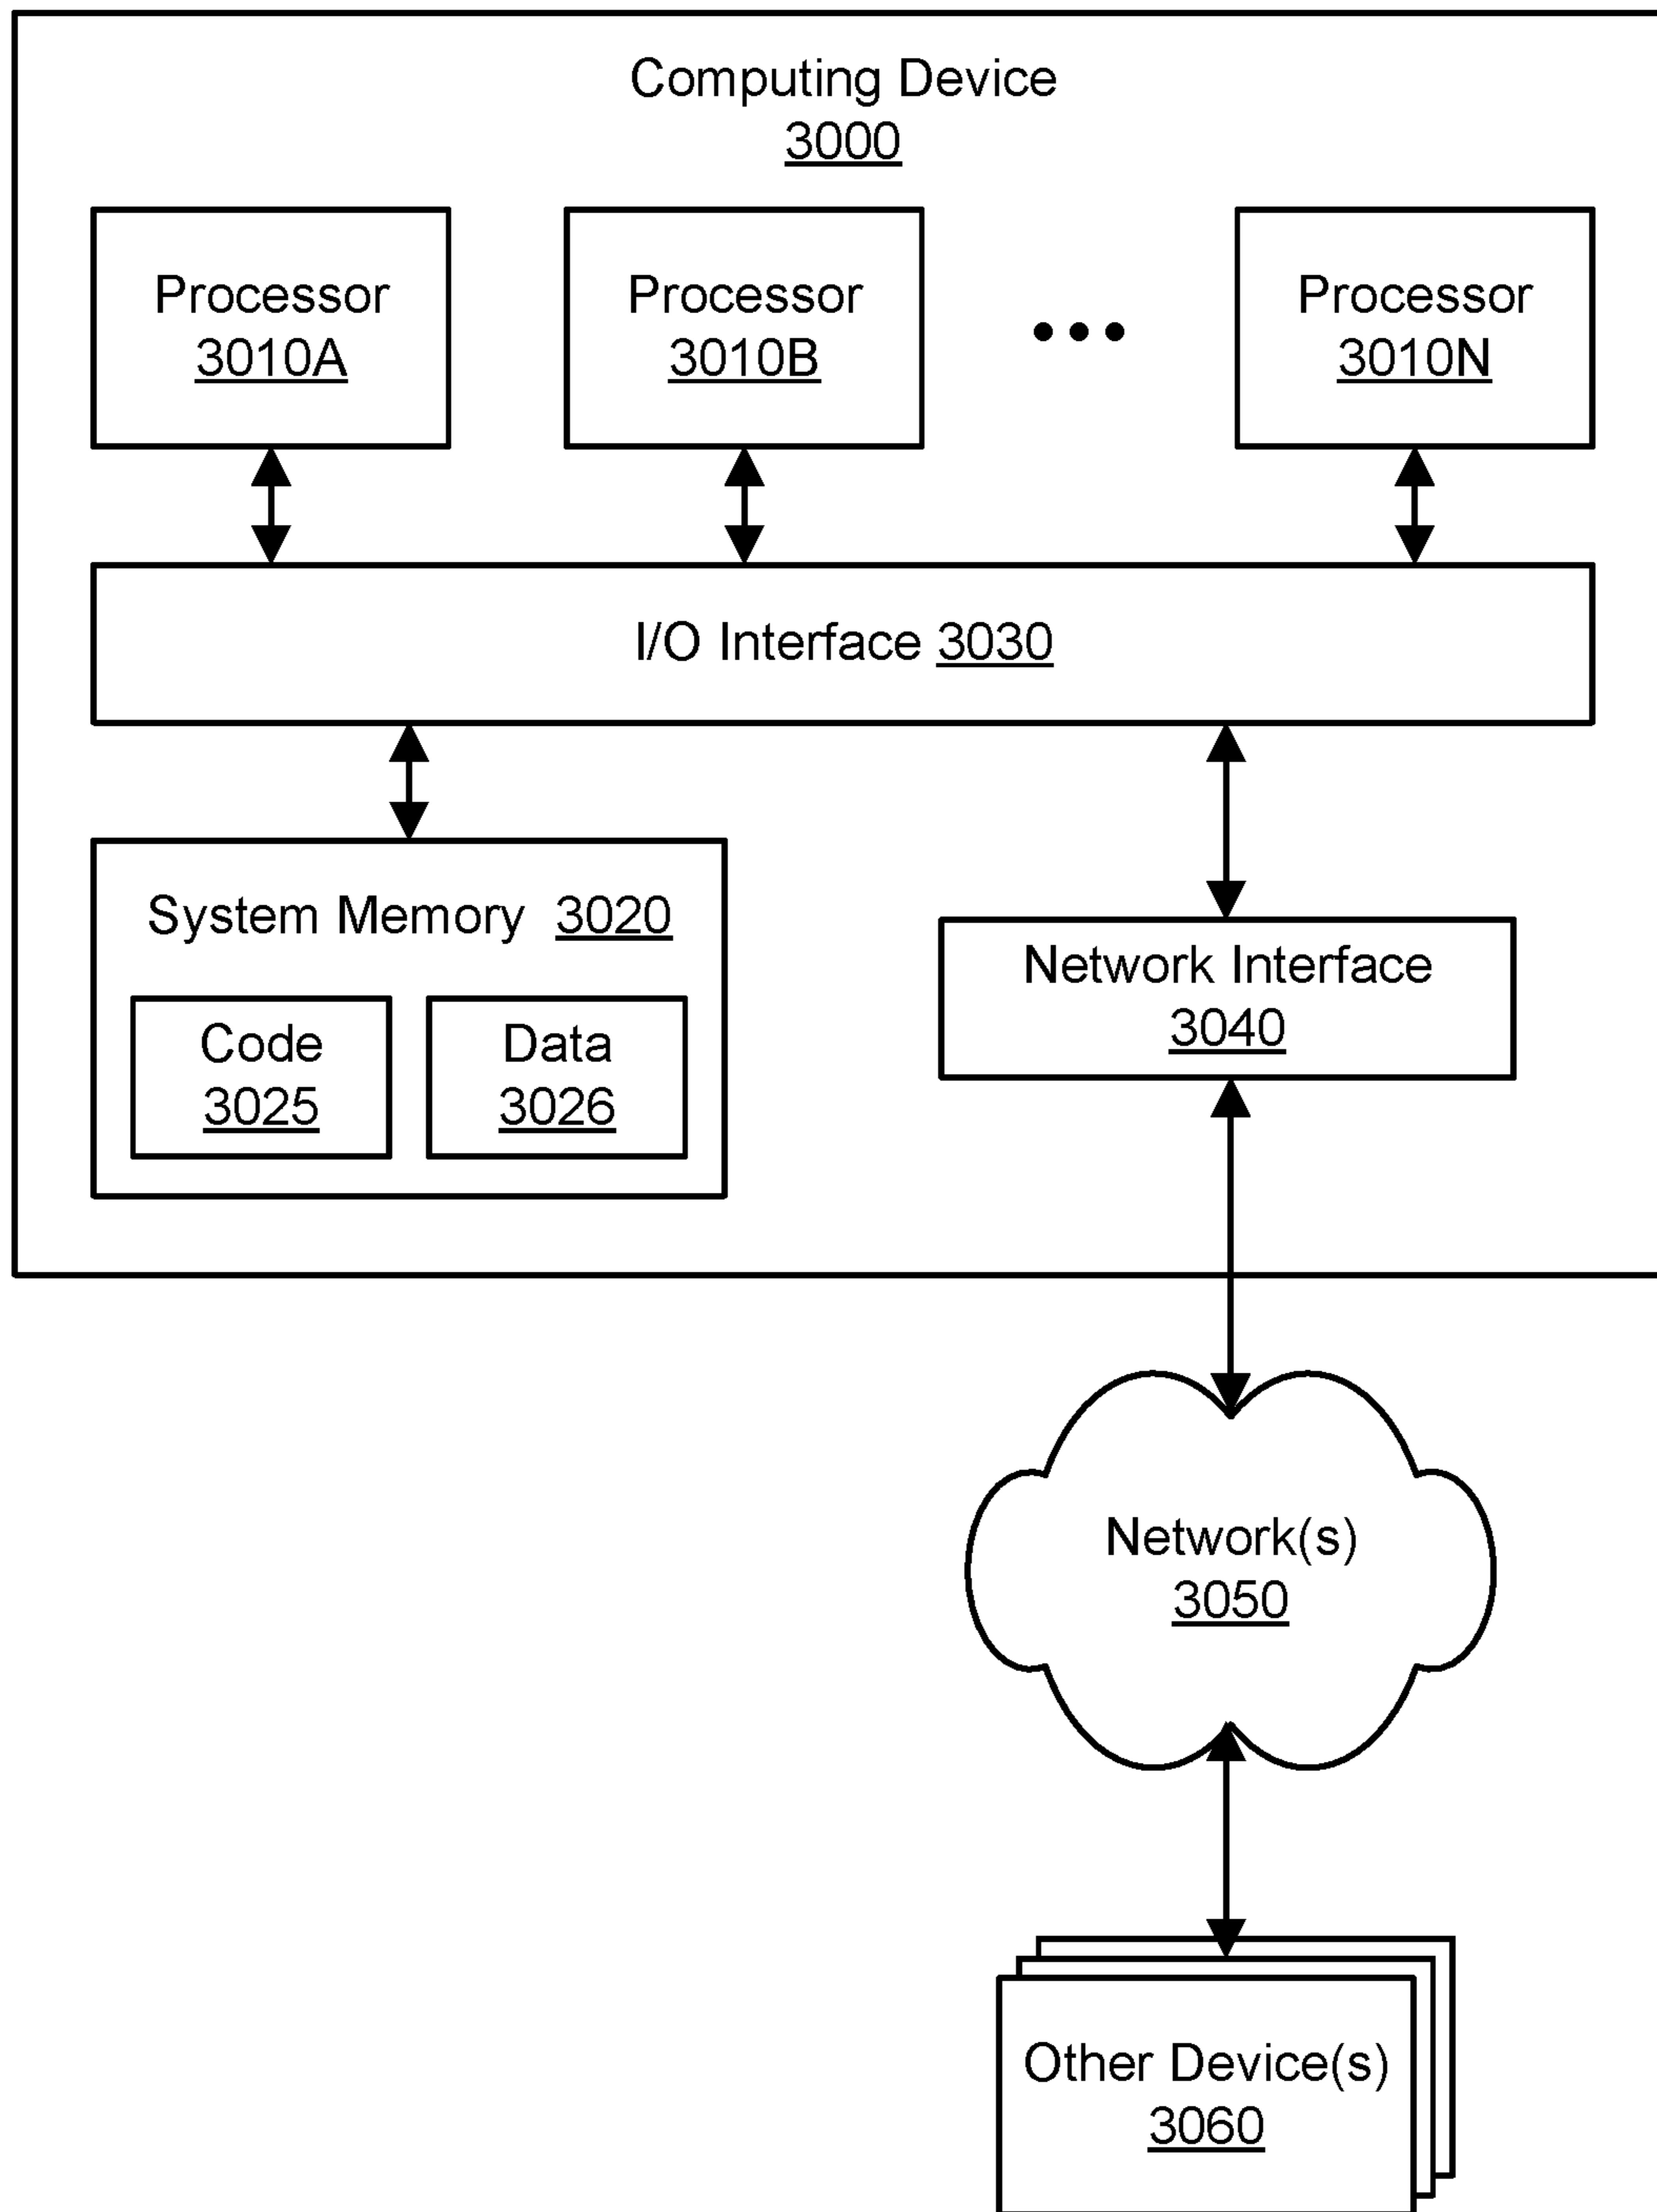 Computing Device
3000
Processor
3010A
Processor
3010B
Processor
3010N
I/O Interface 3030
System Memory 3020
Code
3025
Data
3026
Network Interface
3040
Network(s)
3050
Other Device(s)
3060